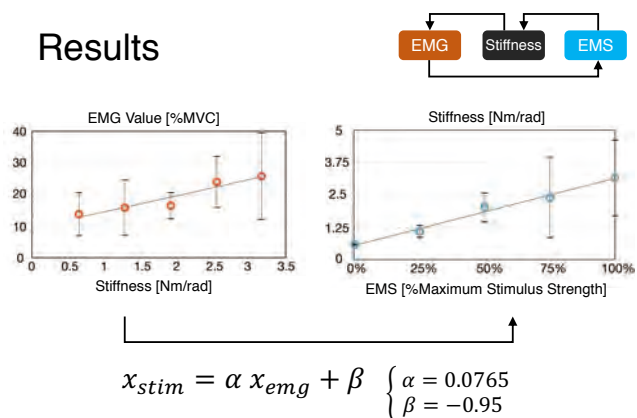 Results
EMG Stiffness EMS
EMG Value [%MVC]
40
30
20
10
0
0 0.5 1 1.5 2 2.5 3 3.5
Stiffness [Nm/rad]
Stiffness [Nm/rad]
5
3.75
2.5
1.25
0
0% 25% 50% 75% 100%
EMS [%Maximum Stimulus Strength]
x_stim = α x_emg + β { α = 0.0765
β = −0.95